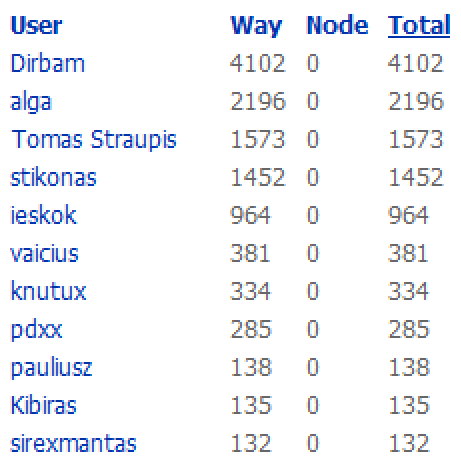 User Way Node Total
Dirbam 4102 0 4102
alga 2196 0 2196
Tomas Straupis 1573 0 1573
stikonas 1452 0 1452
ieskok 964 0 964
vaicius 381 0 381
knutux 334 0 334
pdxx 285 0 285
pauliusz 138 0 138
Kibiras 135 0 135
sirexmantas 132 0 132